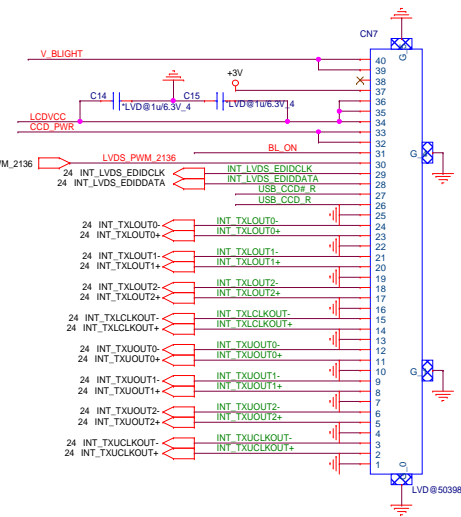 CN7
G_
V_BLIGHT
40
39
+3V
38
37
C14
C15
*LVD@1u/6.3V_4
*LVD@1u/6.3V_4
36
35
LCDVCC
34
CCD_PWR
33
32
BL_ON
31
G_
WM_2136
LVDS_PWM_2136
30
24 INT_LVDS_EDIDCLK
INT_LVDS_EDIDCLK
29
24 INT_LVDS_EDIDDATA
INT_LVDS_EDIDDATA
28
USB_CCD#_R
27
USB_CCD_R
26
25
24 INT_TXLOUT0-
INT_TXLOUT0-
24
24 INT_TXLOUT0+
INT_TXLOUT0+
23
22
24 INT_TXLOUT1-
INT_TXLOUT1-
21
24 INT_TXLOUT1+
INT_TXLOUT1+
20
19
24 INT_TXLOUT2-
INT_TXLOUT2-
18
24 INT_TXLOUT2+
INT_TXLOUT2+
17
16
24 INT_TXLCLKOUT-
INT_TXLCLKOUT-
15
24 INT_TXLCLKOUT+
INT_TXLCLKOUT+
14
13
24 INT_TXUOUT0-
INT_TXUOUT0-
12
24 INT_TXUOUT0+
INT_TXUOUT0+
11
10
G_
24 INT_TXUOUT1-
INT_TXUOUT1-
9
24 INT_TXUOUT1+
INT_TXUOUT1+
8
7
24 INT_TXUOUT2-
INT_TXUOUT2-
6
24 INT_TXUOUT2+
INT_TXUOUT2+
5
4
24 INT_TXUCLKOUT-
INT_TXUCLKOUT-
3
24 INT_TXUCLKOUT+
INT_TXUCLKOUT+
2
1
G_0
LVD@50398